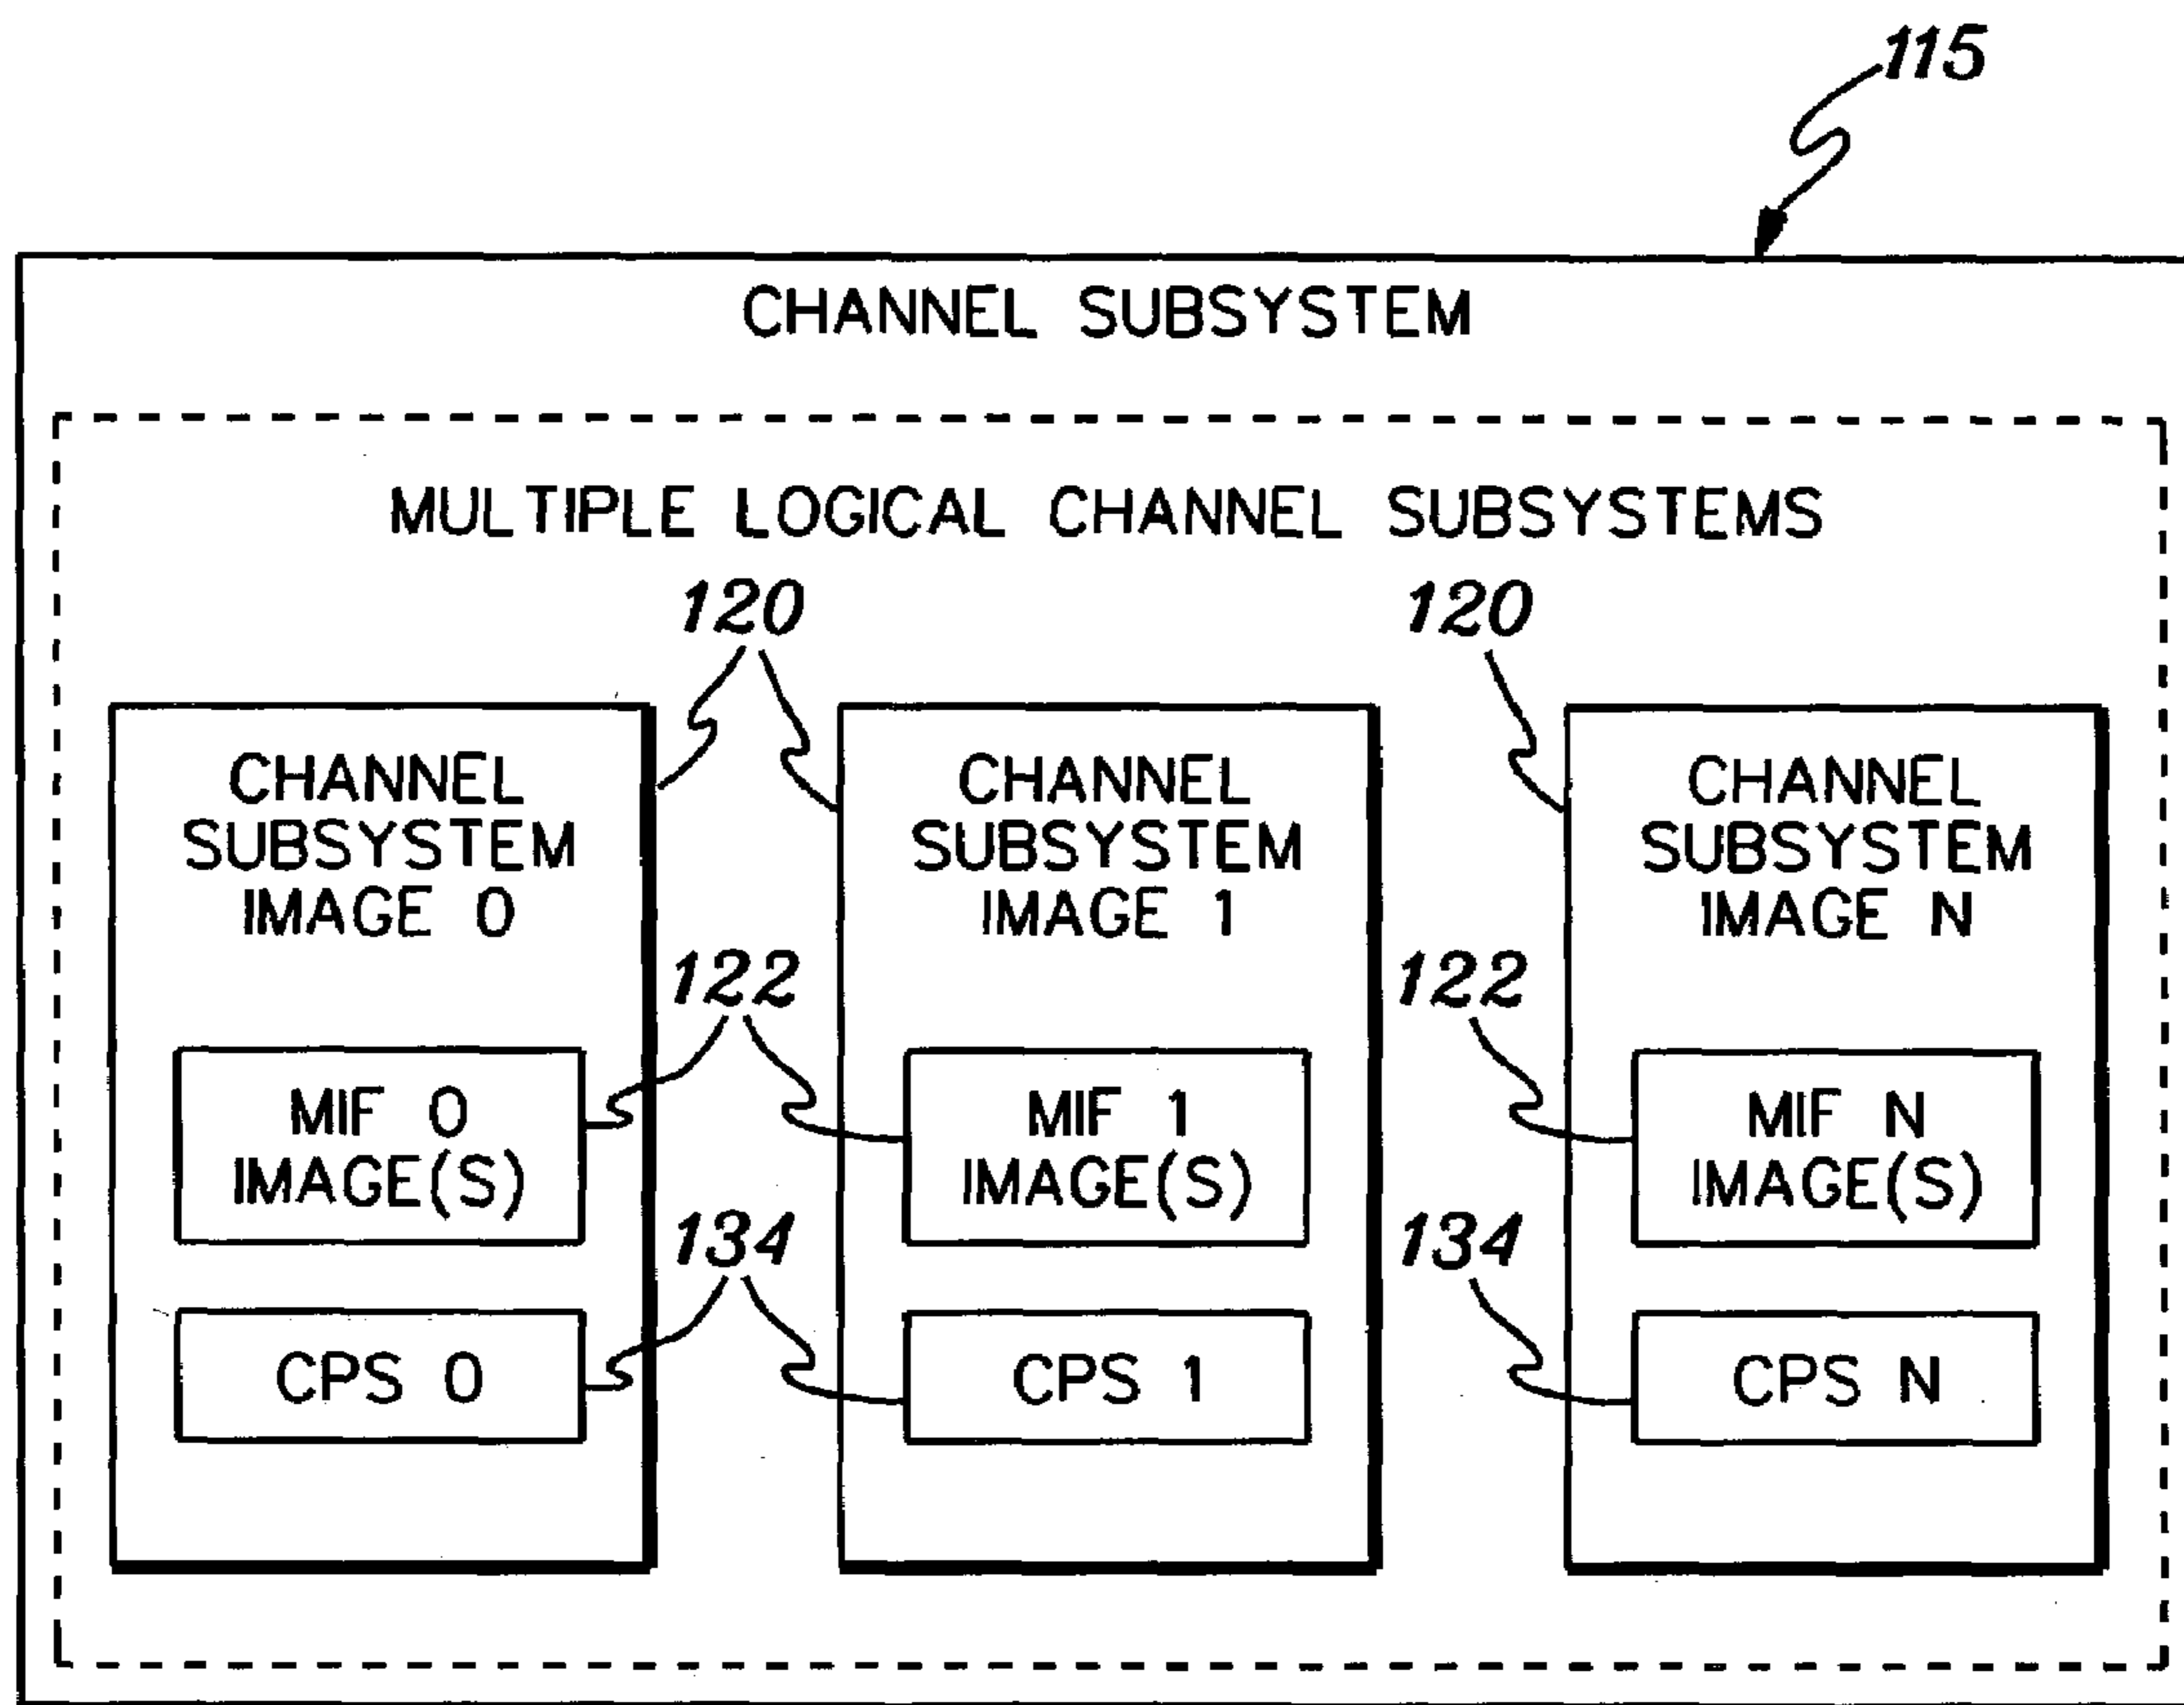 115
CHANNEL SUBSYSTEM
MULTIPLE LOGICAL CHANNEL SUBSYSTEMS
120
120
CHANNEL
SUBSYSTEM
IMAGE 0
CHANNEL
SUBSYSTEM
IMAGE 1
CHANNEL
SUBSYSTEM
IMAGE N
122
122
MIF 0
IMAGE(S)
MIF 1
IMAGE(S)
MIF N
IMAGE(S)
134
134
CPS 0
CPS 1
CPS N